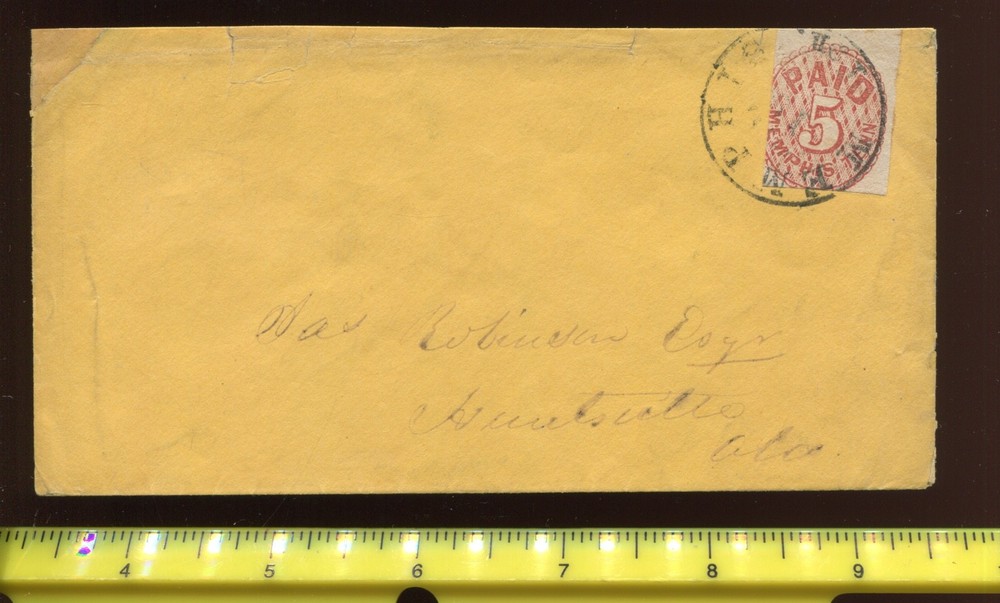 PAID
5
MEMPHIS TENN
Jas Robinson Esqr
Huntsville
Ala.
4 5 6 7 8 9